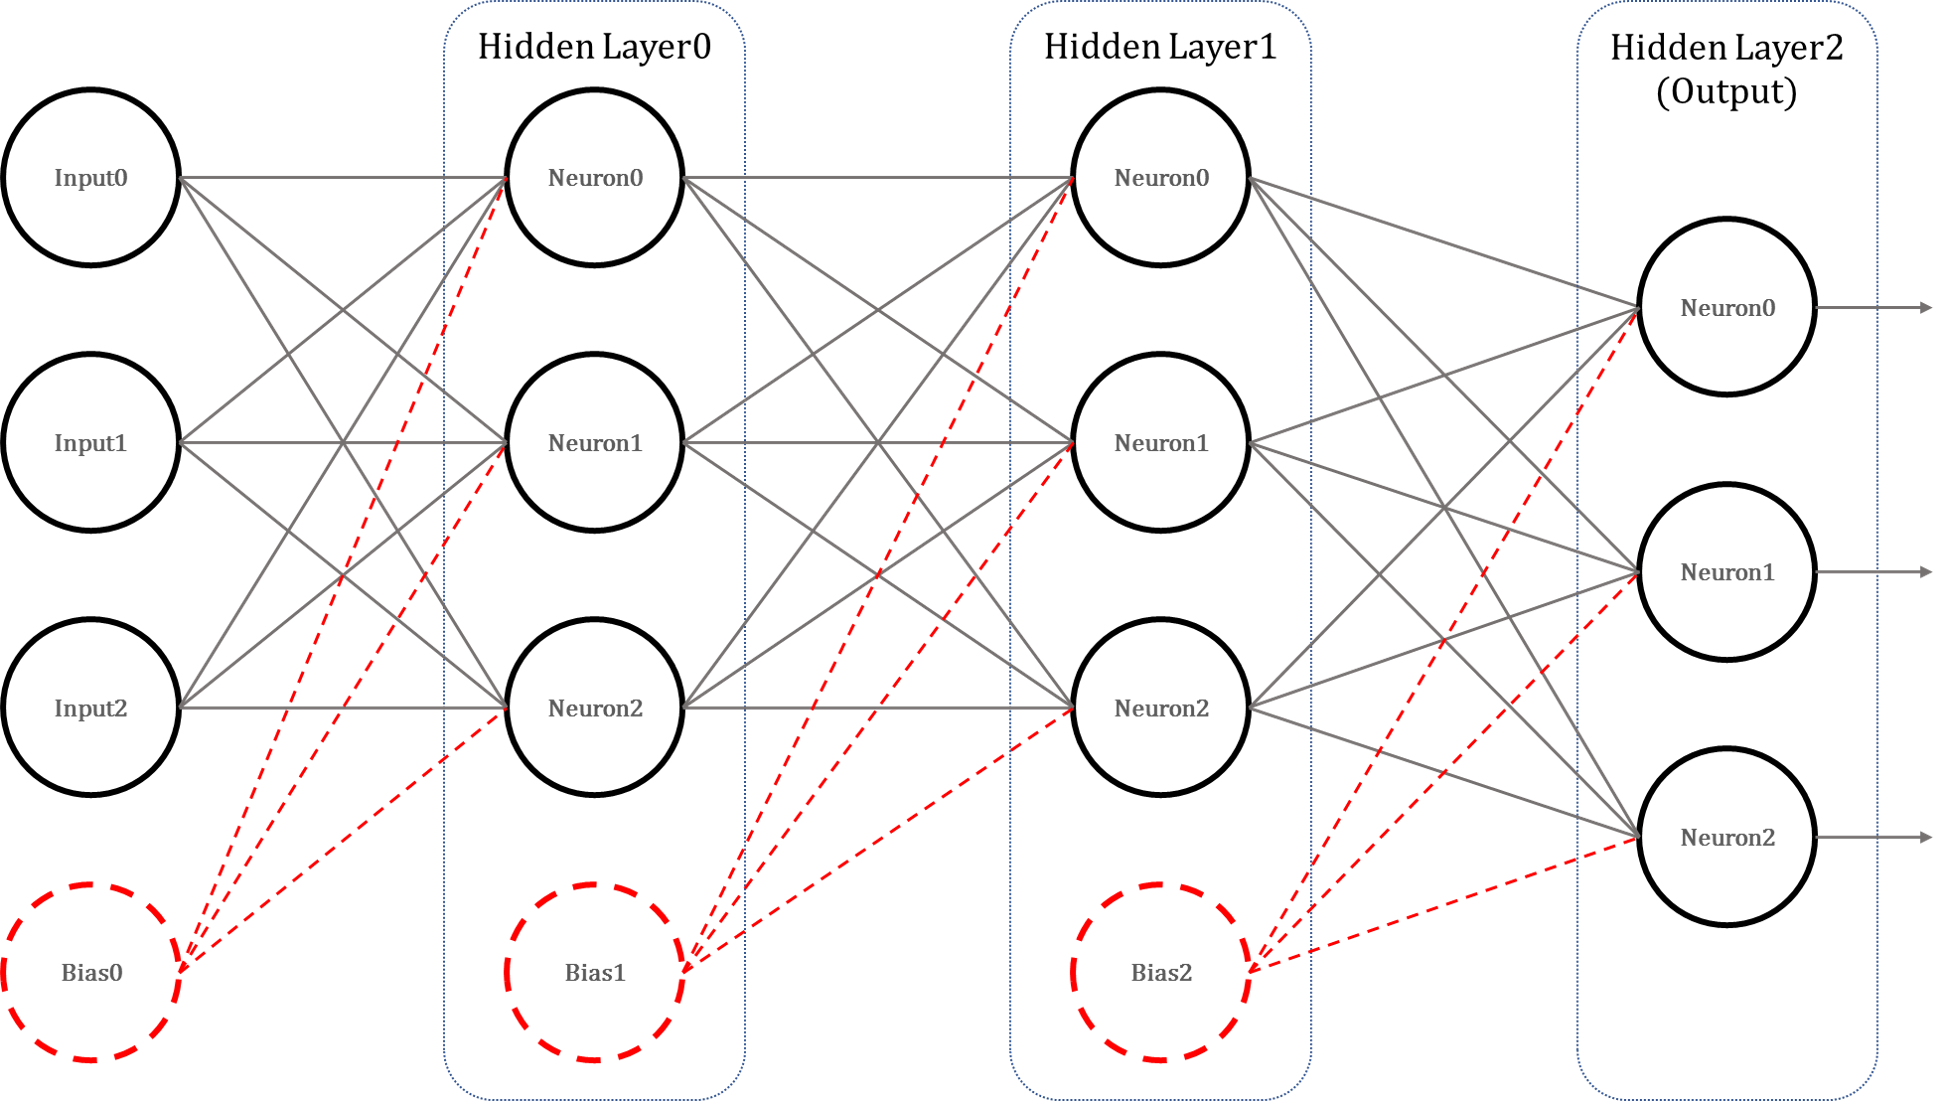 Hidden Layer0
Hidden Layer1
Hidden Layer2
(Output)
Input0
Neuron0
Neuron0
Neuron0
Input1
Neuron1
Neuron1
Neuron1
Input2
Neuron2
Neuron2
Neuron2
Bias0
Bias1
Bias2